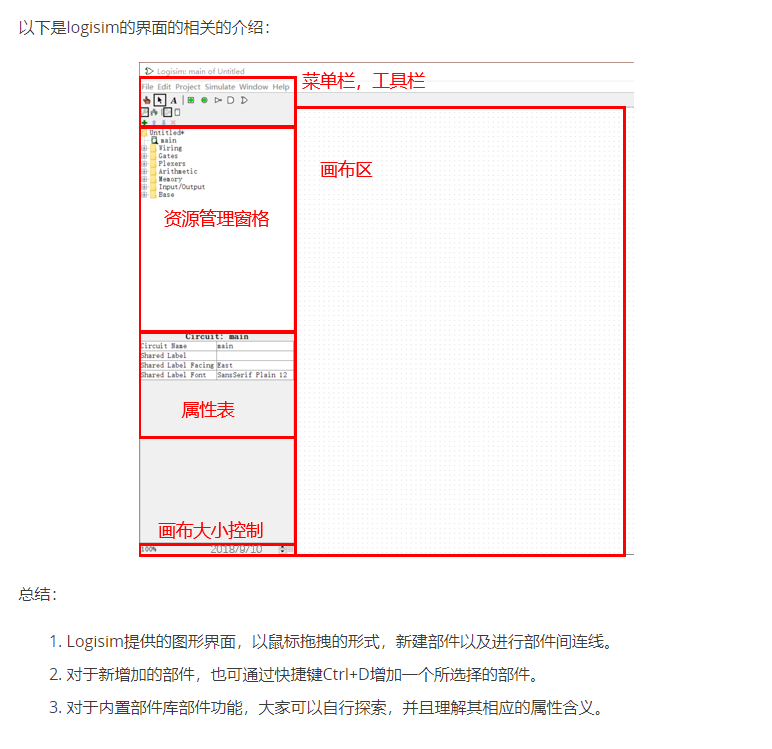 以下是logisim的界面的相关的介绍：
Logisim: main of Untitled
菜单栏，工具栏
File Edit Project Simulate Window Help
A
Untitled*
main
Wiring
Gates
Plexers
Arithmetic
Memory
Input/Output
Base
画布区
资源管理窗格
Circuit: main
Circuit Name main
Shared Label
Shared Label Facing East
Shared Label Font SansSerif Plain 12
属性表
画布大小控制
100% 2018/9/10
总结：
1. Logisim提供的图形界面，以鼠标拖拽的形式，新建部件以及进行部件间连线。
2. 对于新增加的部件，也可通过快捷键Ctrl+D增加一个所选择的部件。
3. 对于内置部件库部件功能，大家可以自行探索，并且理解其相应的属性含义。